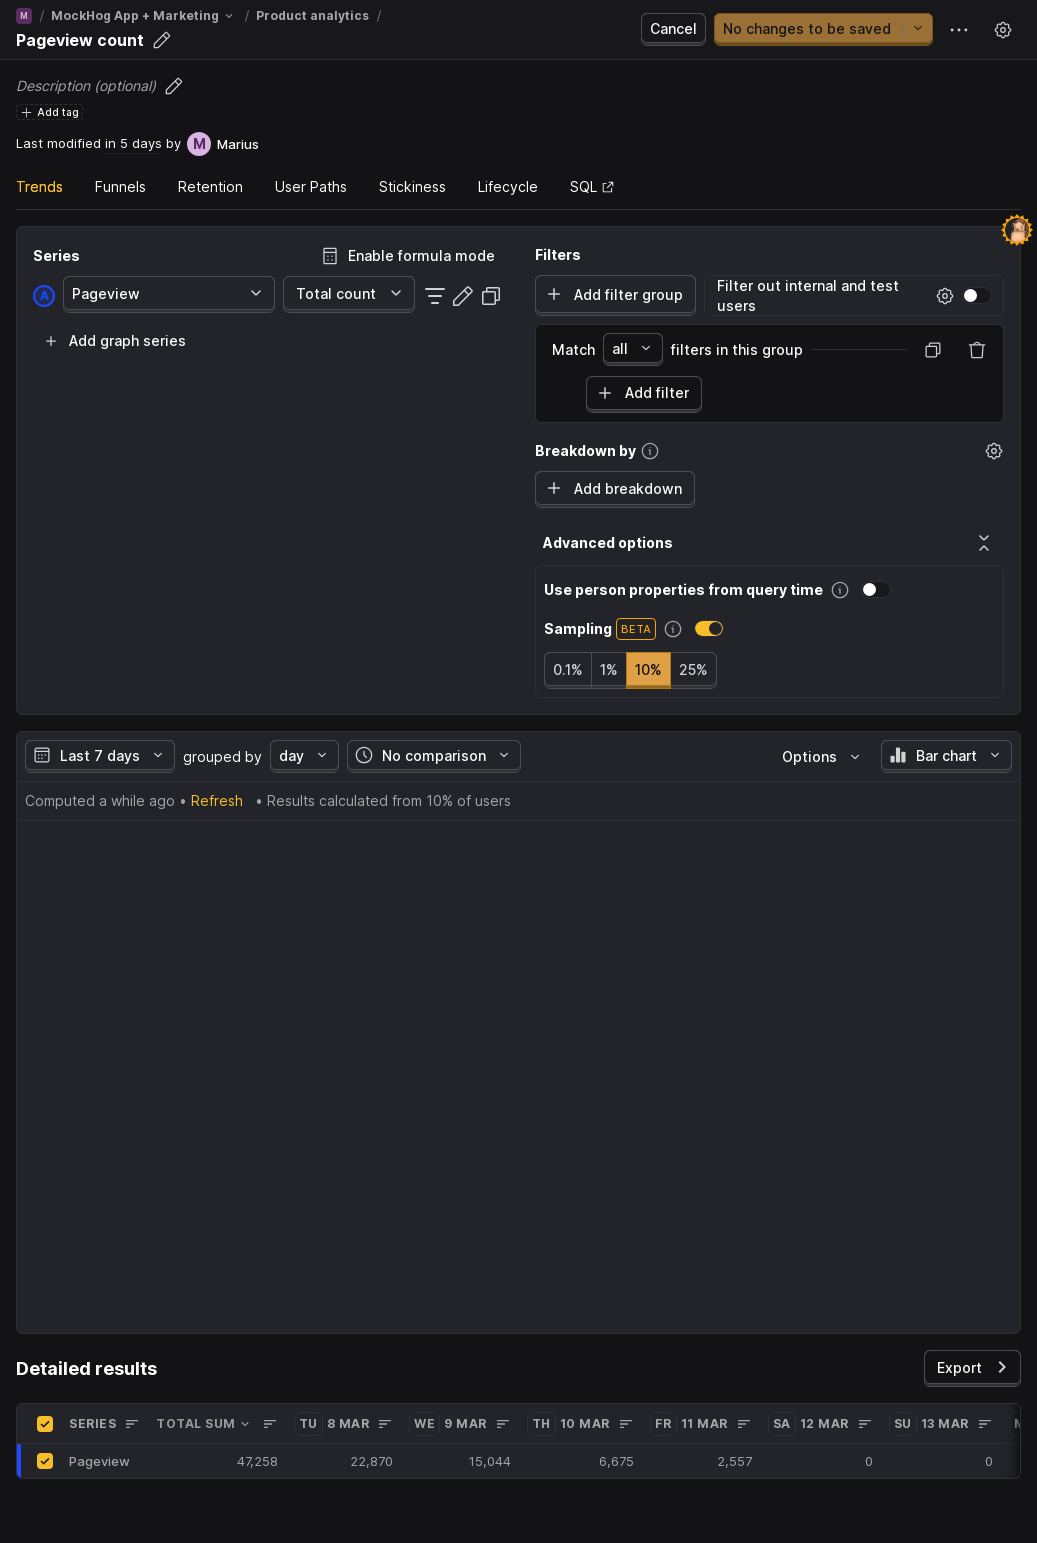 M / MockHog App + Marketing / Product analytics /
Pageview count
Cancel
No changes to be saved
Description (optional)
Add tag
Last modified in 5 days by M Marius
Trends Funnels Retention User Paths Stickiness Lifecycle SQL
Series
Enable formula mode
A Pageview Total count
Add graph series
Filters
Add filter group
Filter out internal and test
users
Match all filters in this group
Add filter
Breakdown by
Add breakdown
Advanced options
Use person properties from query time
Sampling BETA
0.1% 1% 10% 25%
Last 7 days grouped by day No comparison Options Bar chart
Computed a while ago • Refresh • Results calculated from 10% of users
Detailed results
Export
SERIES TOTAL SUM TU 8 MAR WE 9 MAR TH 10 MAR FR 11 MAR SA 12 MAR SU 13 MAR
Pageview 47,258 22,870 15,044 6,675 2,557 0 0